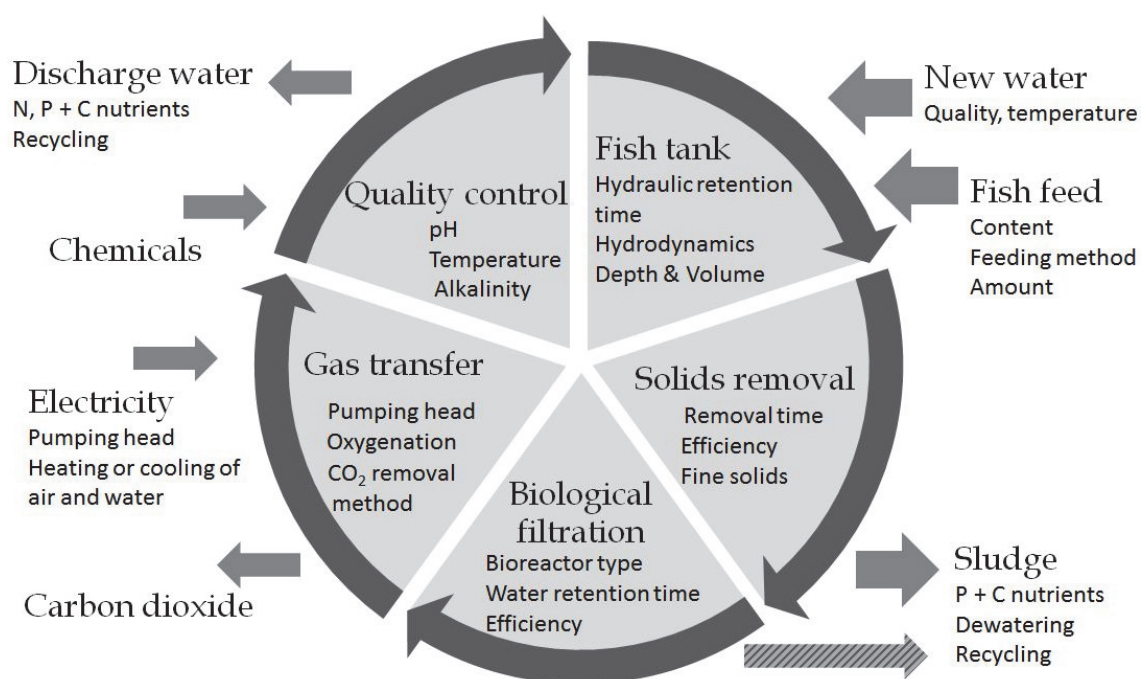 Discharge water
N, P + C nutrients
Recycling
Chemicals
Electricity
Pumping head
Heating or cooling of
air and water
Carbon dioxide
Quality control
pH
Temperature
Alkalinity
Fish tank
Hydraulic retention
time
Hydrodynamics
Depth & Volume
Gas transfer
Pumping head
Oxygenation
CO₂ removal
method
Solids removal
Removal time
Efficiency
Fine solids
Biological
filtration
Bioreactor type
Water retention time
Efficiency
New water
Quality, temperature
Fish feed
Content
Feeding method
Amount
Sludge
P + C nutrients
Dewatering
Recycling